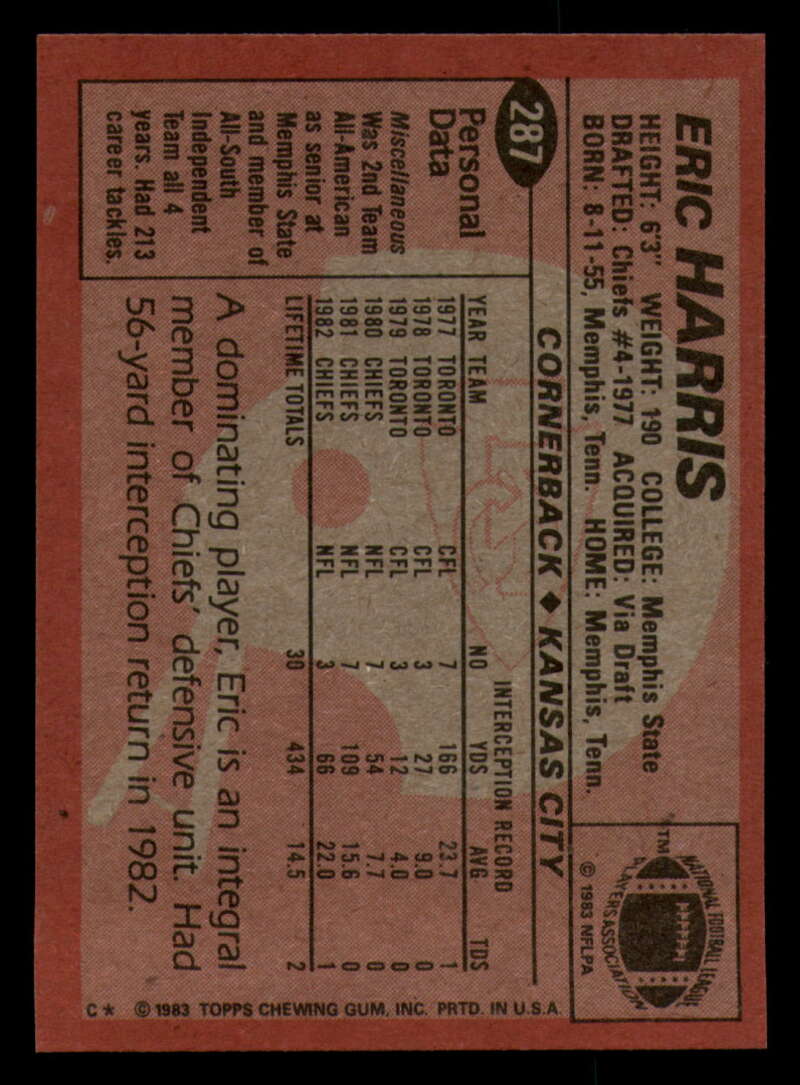 ERIC HARRIS
HEIGHT: 6'3" WEIGHT: 190 COLLEGE: Memphis State
DRAFTED: Chiefs #4-1977 ACQUIRED: Via Draft
BORN: 8-11-55, Memphis, Tenn. HOME: Memphis, Tenn.
287
CORNERBACK ♦ KANSAS CITY
NATIONAL FOOTBALL LEAGUE
PLAYERS ASSOCIATION
TM
© 1983 NFLPA
Personal
Data
Miscellaneous
Was 2nd Team
All-American
as senior at
Memphis State
and member of
All-South
Independent
Team all 4
years. Had 213
career tackles.
INTERCEPTION RECORD
YEAR TEAM NO YDS AVG. TDS
1977 TORONTO CFL 7 166 23.7 1
1978 TORONTO CFL 3 27 9.0 0
1979 TORONTO CFL 3 12 4.0 0
1980 CHIEFS NFL 7 54 7.7 0
1981 CHIEFS NFL 7 109 15.6 0
1982 CHIEFS NFL 3 66 22.0 1
LIFETIME TOTALS 30 434 14.5 2
A dominating player, Eric is an integral
member of Chiefs' defensive unit. Had
56-yard interception return in 1982.
C* © 1983 TOPPS CHEWING GUM, INC. PRTD. IN U.S.A.